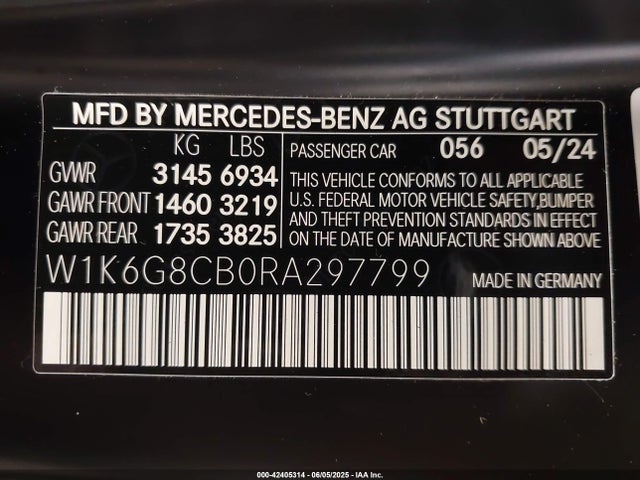 MFD BY MERCEDES-BENZ AG STUTTGART
KG LBS
GVWR 3145 6934
GAWR FRONT 1460 3219
GAWR REAR 1735 3825
PASSENGER CAR 056 05/24
THIS VEHICLE CONFORMS TO ALL APPLICABLE
U.S. FEDERAL MOTOR VEHICLE SAFETY,BUMPER
AND THEFT PREVENTION STANDARDS IN EFFECT
ON THE DATE OF MANUFACTURE SHOWN ABOVE
W1K6G8CB0RA297799
MADE IN GERMANY
000-42405314 - 06/05/2025 - IAA Inc.